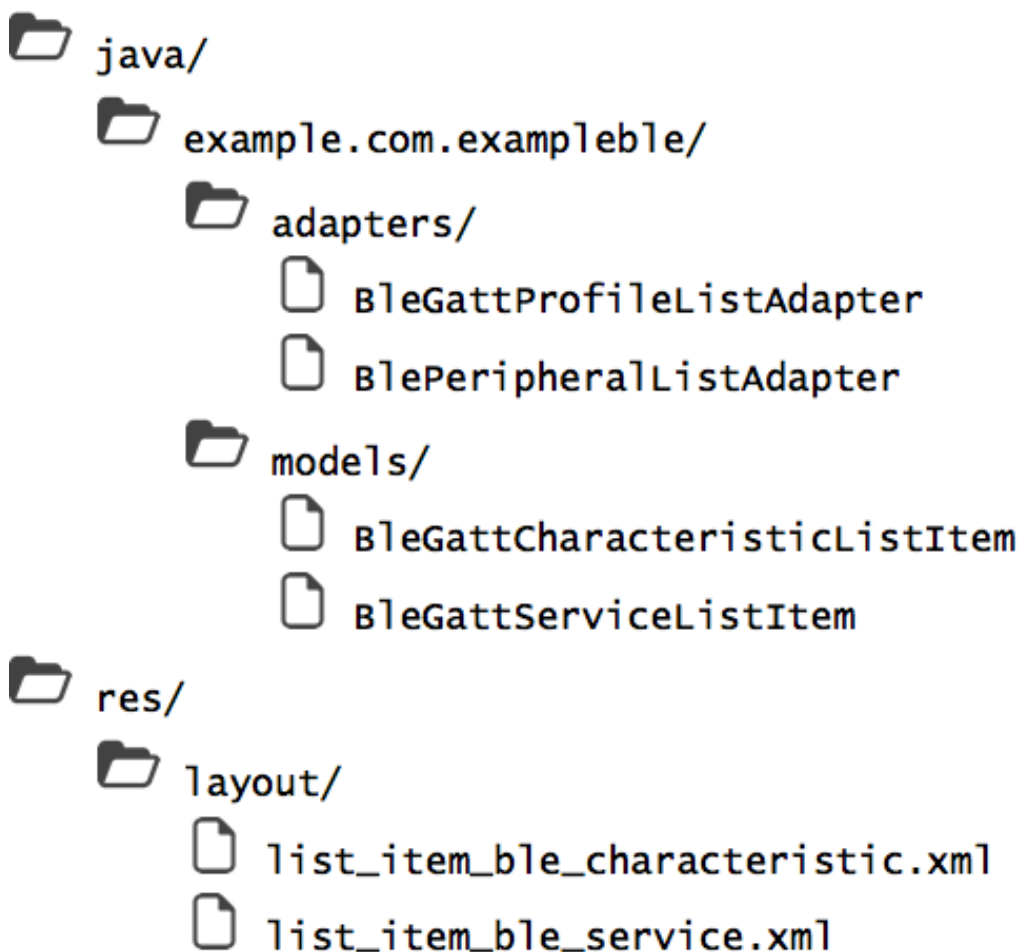 java/
example.com.exampleble/
adapters/
BleGattProfileListAdapter
BlePeripheralListAdapter
models/
BleGattCharacteristicListItem
BleGattServiceListItem
res/
layout/
list_item_ble_characteristic.xml
list_item_ble_service.xml